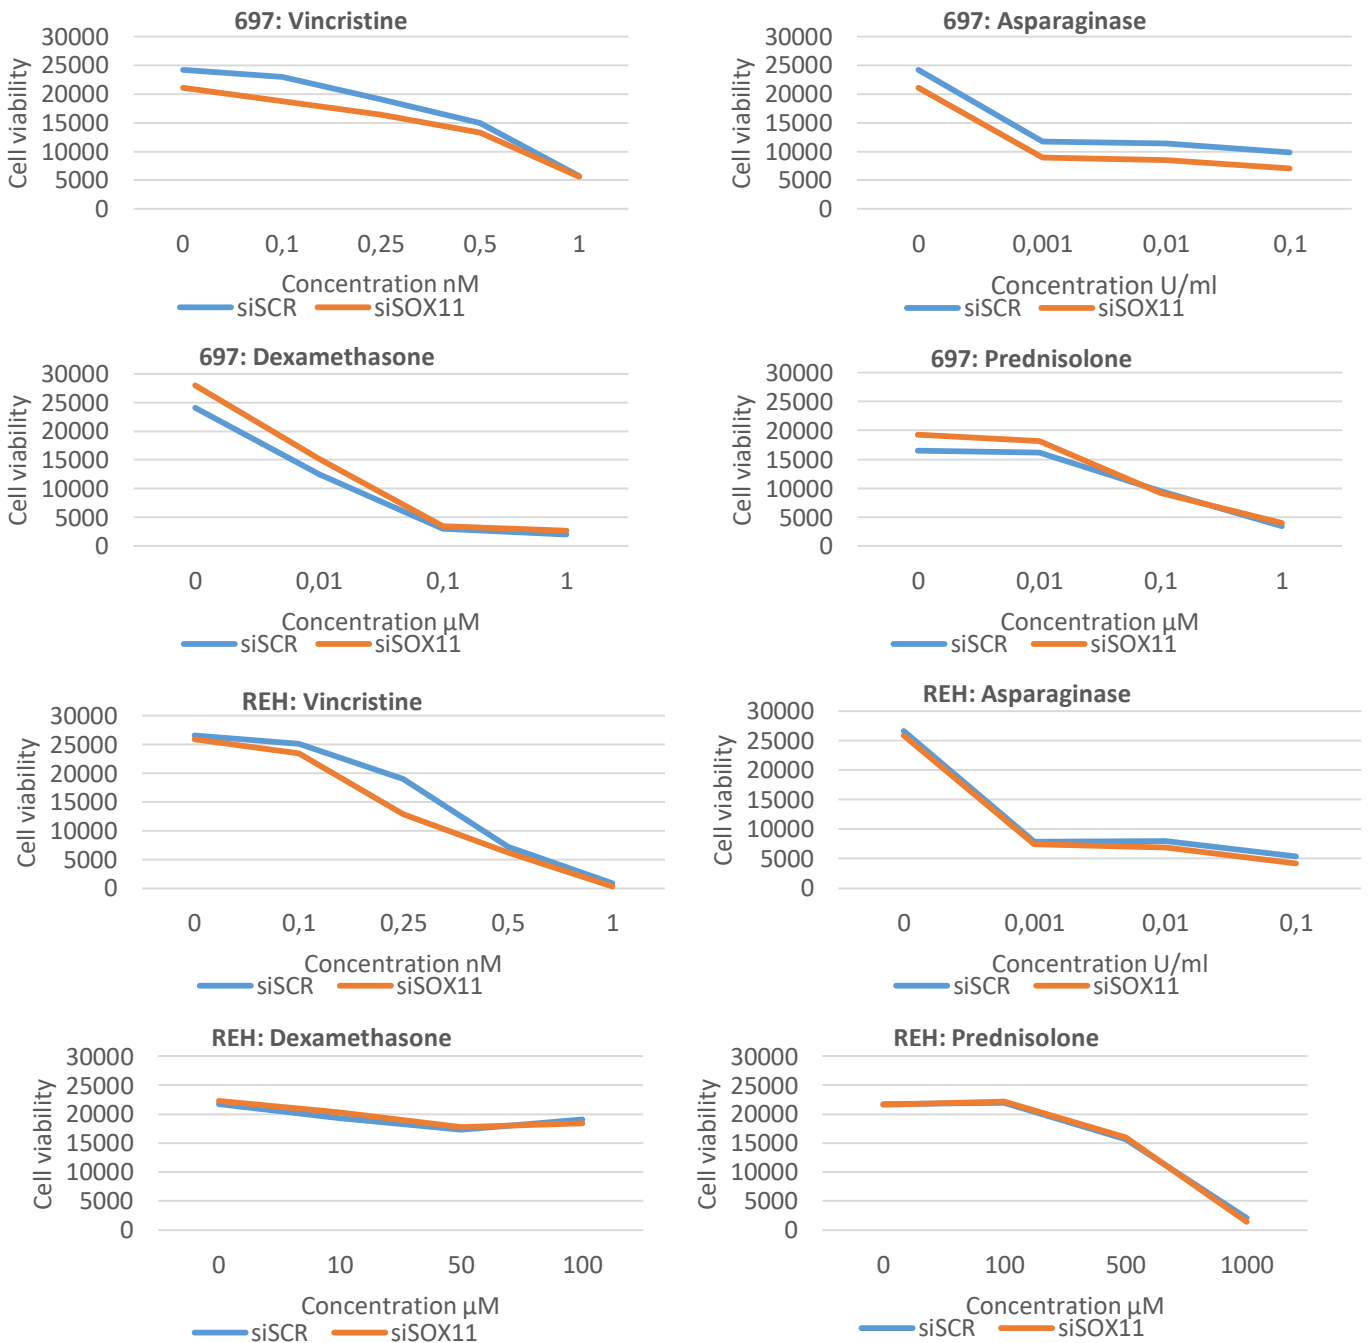 697: Vincristine
30000
25000
20000
15000
10000
5000
0
Cell viability
0 0,1 0,25 0,5 1
Concentration nM
siSCR siSOX11
697: Asparaginase
30000
25000
20000
15000
10000
5000
0
Cell viability
0 0,001 0,01 0,1
Concentration U/ml
siSCR siSOX11
697: Dexamethasone
30000
25000
20000
15000
10000
5000
0
Cell viability
0 0,01 0,1 1
Concentration µM
siSCR siSOX11
697: Prednisolone
30000
25000
20000
15000
10000
5000
0
Cell viability
0 0,01 0,1 1
Concentration µM
siSCR siSOX11
REH: Vincristine
30000
25000
20000
15000
10000
5000
0
Cell viability
0 0,1 0,25 0,5 1
Concentration nM
siSCR siSOX11
REH: Asparaginase
30000
25000
20000
15000
10000
5000
0
Cell viability
0 0,001 0,01 0,1
Concentration U/ml
siSCR siSOX11
REH: Dexamethasone
30000
25000
20000
15000
10000
5000
0
Cell viability
0 10 50 100
Concentration µM
siSCR siSOX11
REH: Prednisolone
30000
25000
20000
15000
10000
5000
0
Cell viability
0 100 500 1000
Concentration µM
siSCR siSOX11